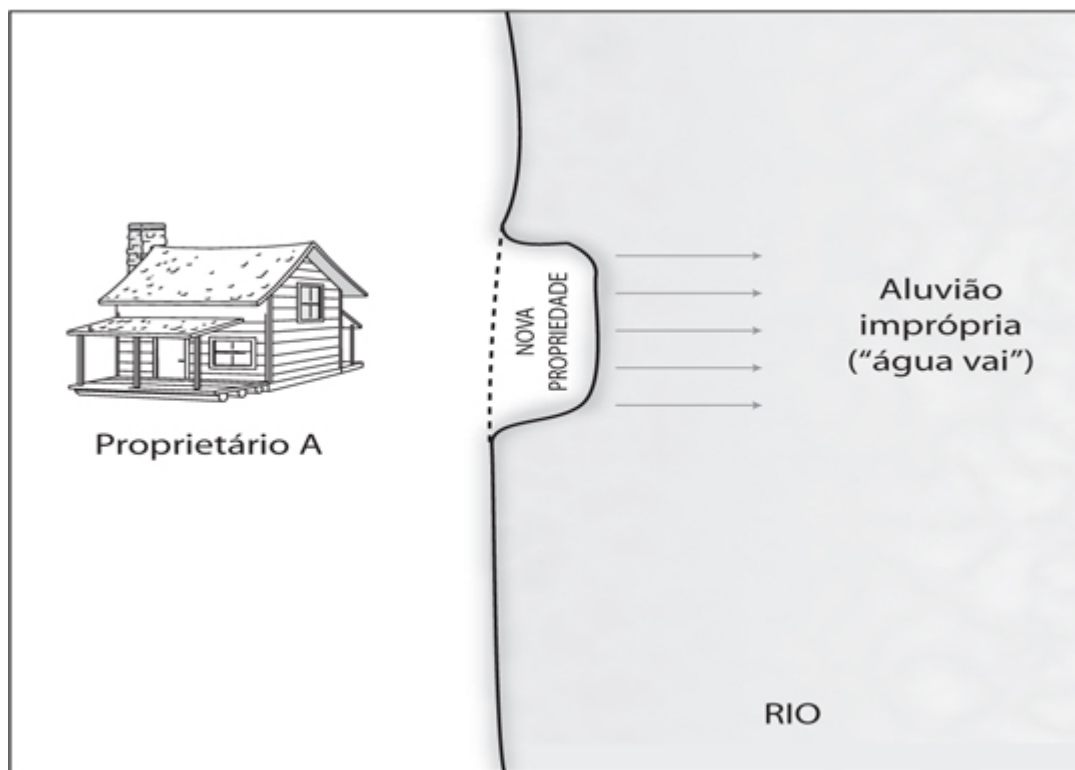 Proprietário A
NOVA
PROPRIEDADE
Aluvião
imprópria
(“água vai”)
RIO